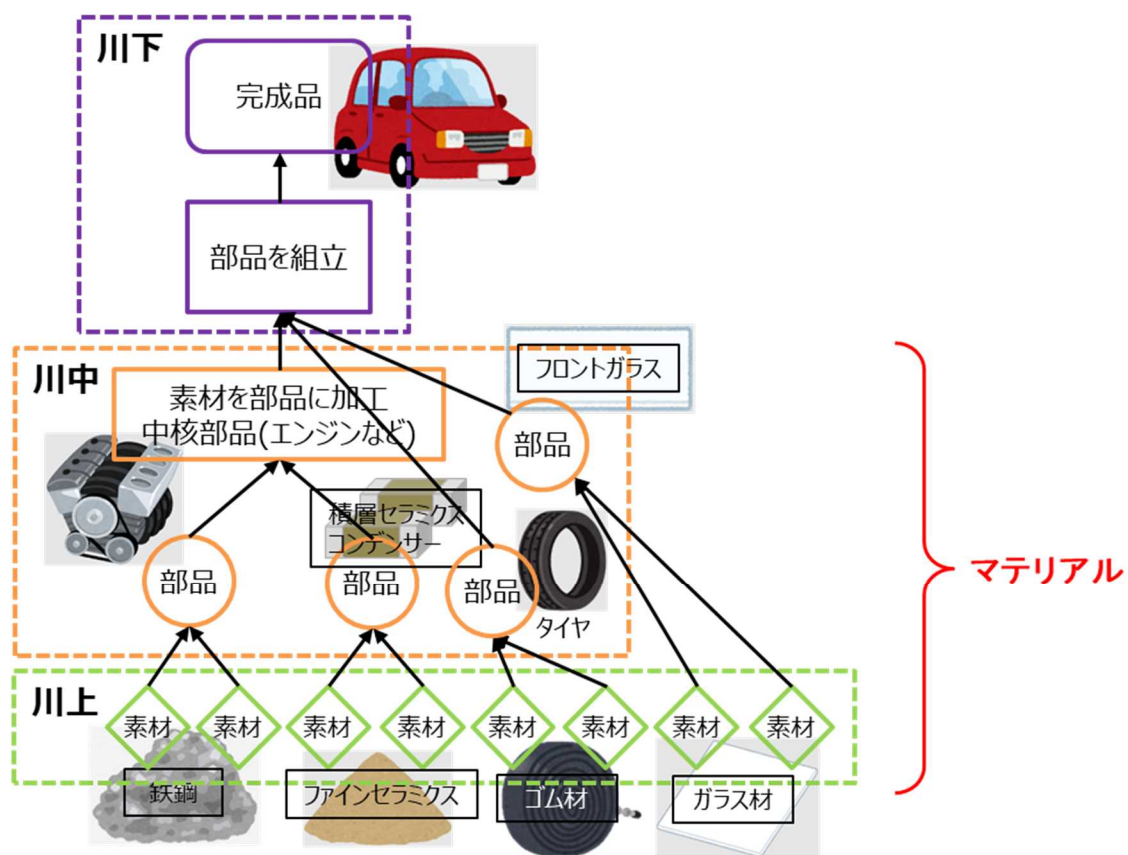 川下
完成品
部品を組立
川中
フロントガラス
素材を部品に加工
中核部品(エンジンなど)
部品
積層セラミクス
コンデンサー
部品
部品
部品
タイヤ
マテリアル
川上
素材
素材
素材
素材
素材
素材
素材
素材
鉄鋼
ファインセラミクス
ゴム材
ガラス材